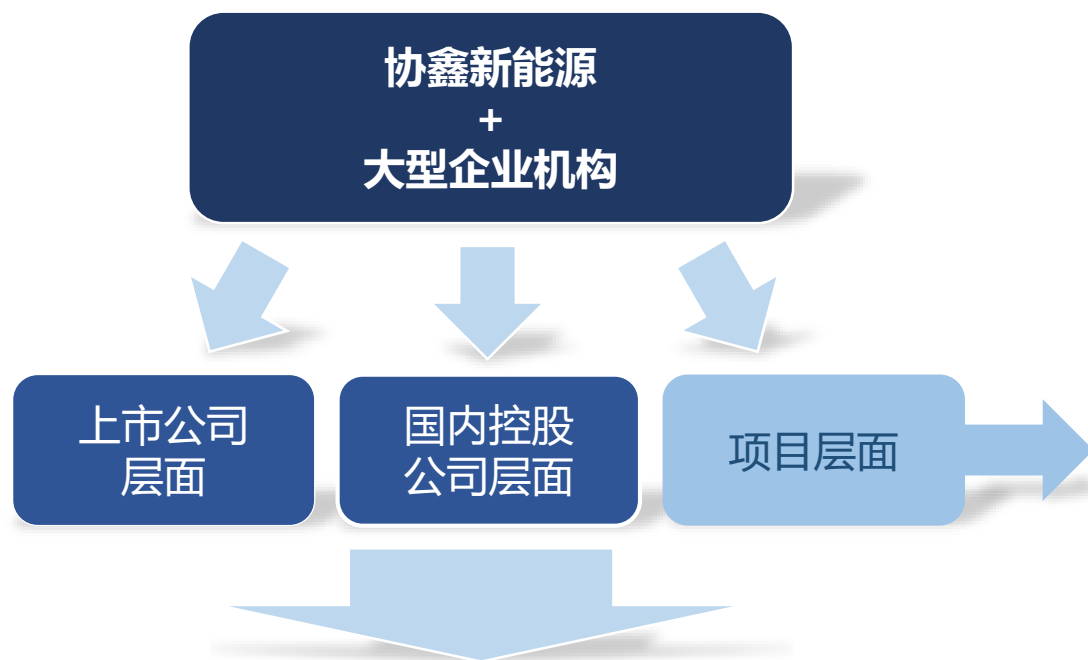 协鑫新能源
+
大型企业机构
上市公司
层面
国内控股
公司层面
项目层面